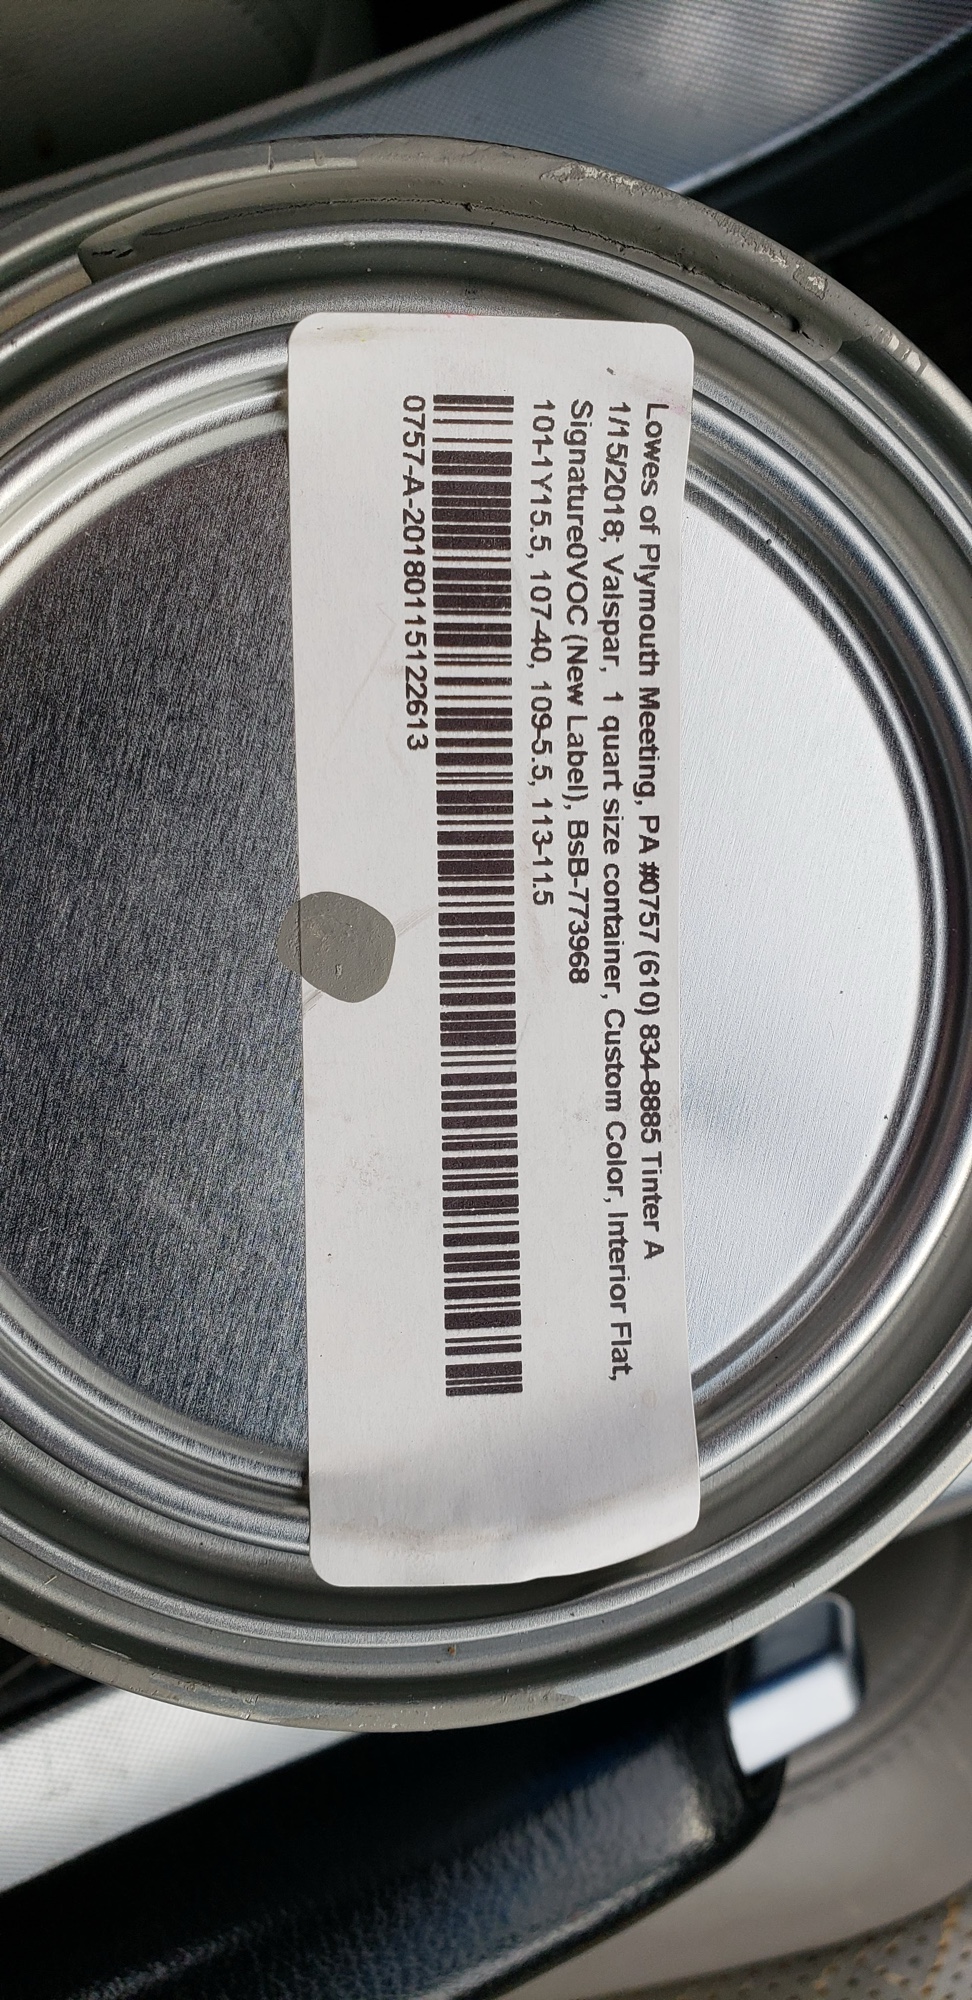 Lowes of Plymouth Meeting, PA #0757 (610) 834-8885 Tinter A
1/15/2018; Valspar, 1 quart size container, Custom Color, Interior Flat,
Signature0VOC (New Label), BsB-773968
101-1Y15.5, 107-40, 109-5.5, 113-11.5
0757-A-20180115122613